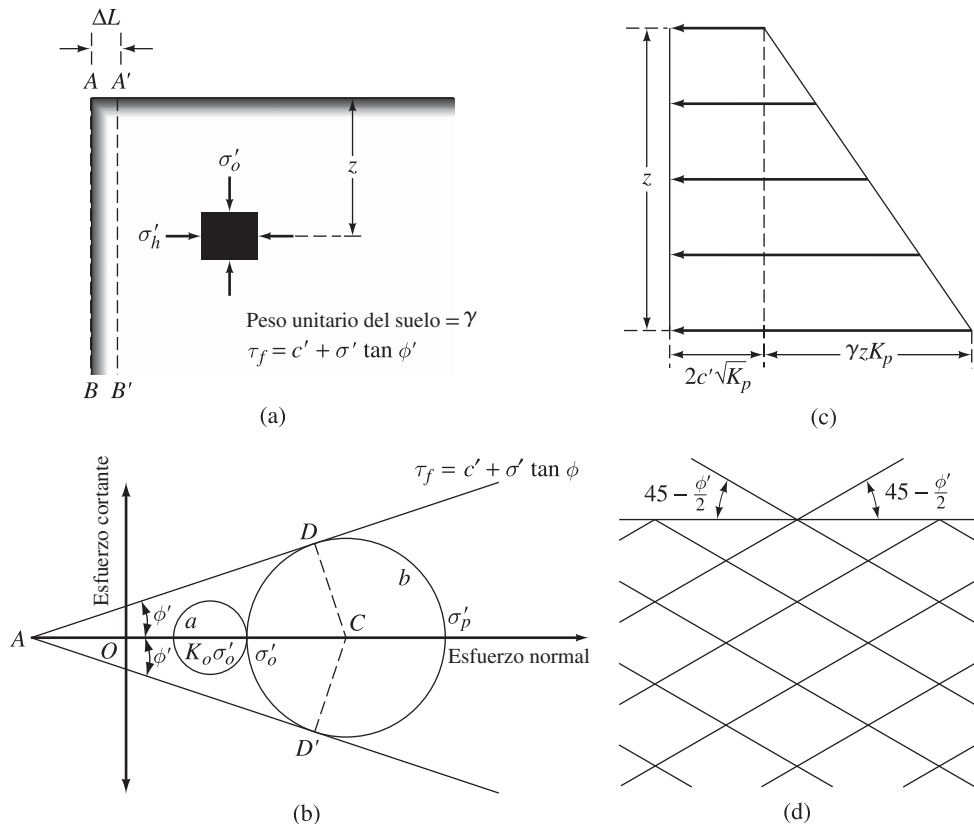 ΔL
A A′
z
σ′o
σ′h
Peso unitario del suelo = γ
τf = c′ + σ′ tan ϕ′
B B′
(a)
z
γzKp
2c′√Kp
(c)
τf = c′ + σ′ tan ϕ
Esfuerzo cortante
D
b
ϕ′
a
C
σ′p
A
O
ϕ′
Koσ′o
σ′o
Esfuerzo normal
D′
(b)
45 − ϕ′/2
45 − ϕ′/2
(d)